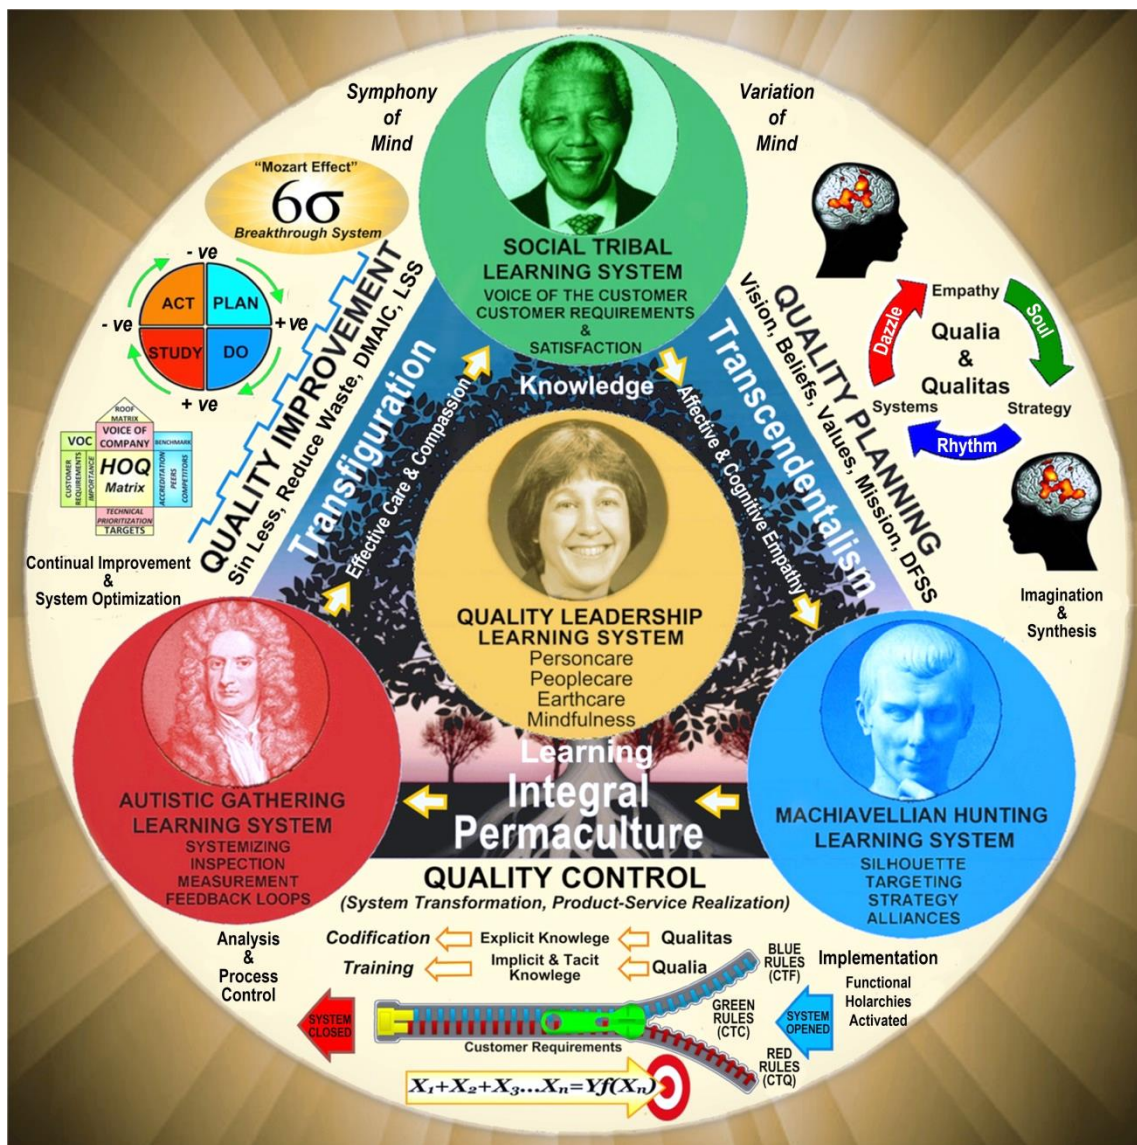 Symphony
of
Mind
Variation
of
Mind
"Mozart Effect"
6σ
Breakthrough System
SOCIAL TRIBAL
LEARNING SYSTEM
VOICE OF THE CUSTOMER
CUSTOMER REQUIREMENTS
&
SATISFACTION
- ve
ACT
PLAN
- ve
+ ve
STUDY
DO
+ ve
QUALITY IMPROVEMENT
Sin Less, Reduce Waste, DMAIC, LSS
Transfiguration
Effective Care & Compassion
Knowledge
Transcendentalism
Affective & Cognitive Empathy
QUALITY PLANNING
Vision, Beliefs, Values, Mission, DFSS
Empathy
Dazzle
Soul
Qualia
&
Qualitas
Systems
Strategy
Rhythm
ROOF
MATRIX
VOC
VOICE OF
COMPANY
BENCHMARK
CUSTOMER
REQUIREMENTS
IMPORTANCE
HOQ
Matrix
ACCREDITATION
PEERS
COMPETITORS
TECHNICAL
PRIORITIZATION
TARGETS
Continual Improvement
&
System Optimization
Imagination
&
Synthesis
QUALITY LEADERSHIP
LEARNING SYSTEM
Personcare
Peoplecare
Earthcare
Mindfulness
Learning
Integral
Permaculture
AUTISTIC GATHERING
LEARNING SYSTEM
SYSTEMIZING
INSPECTION
MEASUREMENT
FEEDBACK LOOPS
MACHIAVELLIAN HUNTING
LEARNING SYSTEM
SILHOUETTE
TARGETING
STRATEGY
ALLIANCES
QUALITY CONTROL
(System Transformation, Product-Service Realization)
Analysis
&
Process
Control
Codification
Explicit Knowlege
Qualitas
Training
Implicit & Tacit
Knowlege
Qualia
BLUE
RULES
(CTF)
GREEN
RULES
(CTC)
RED
RULES
(CTQ)
Implementation
Functional
Holarchies
Activated
SYSTEM
CLOSED
SYSTEM
OPENED
Customer Requirements
X₁+X₂+X₃...Xₙ=Yf(Xₙ)